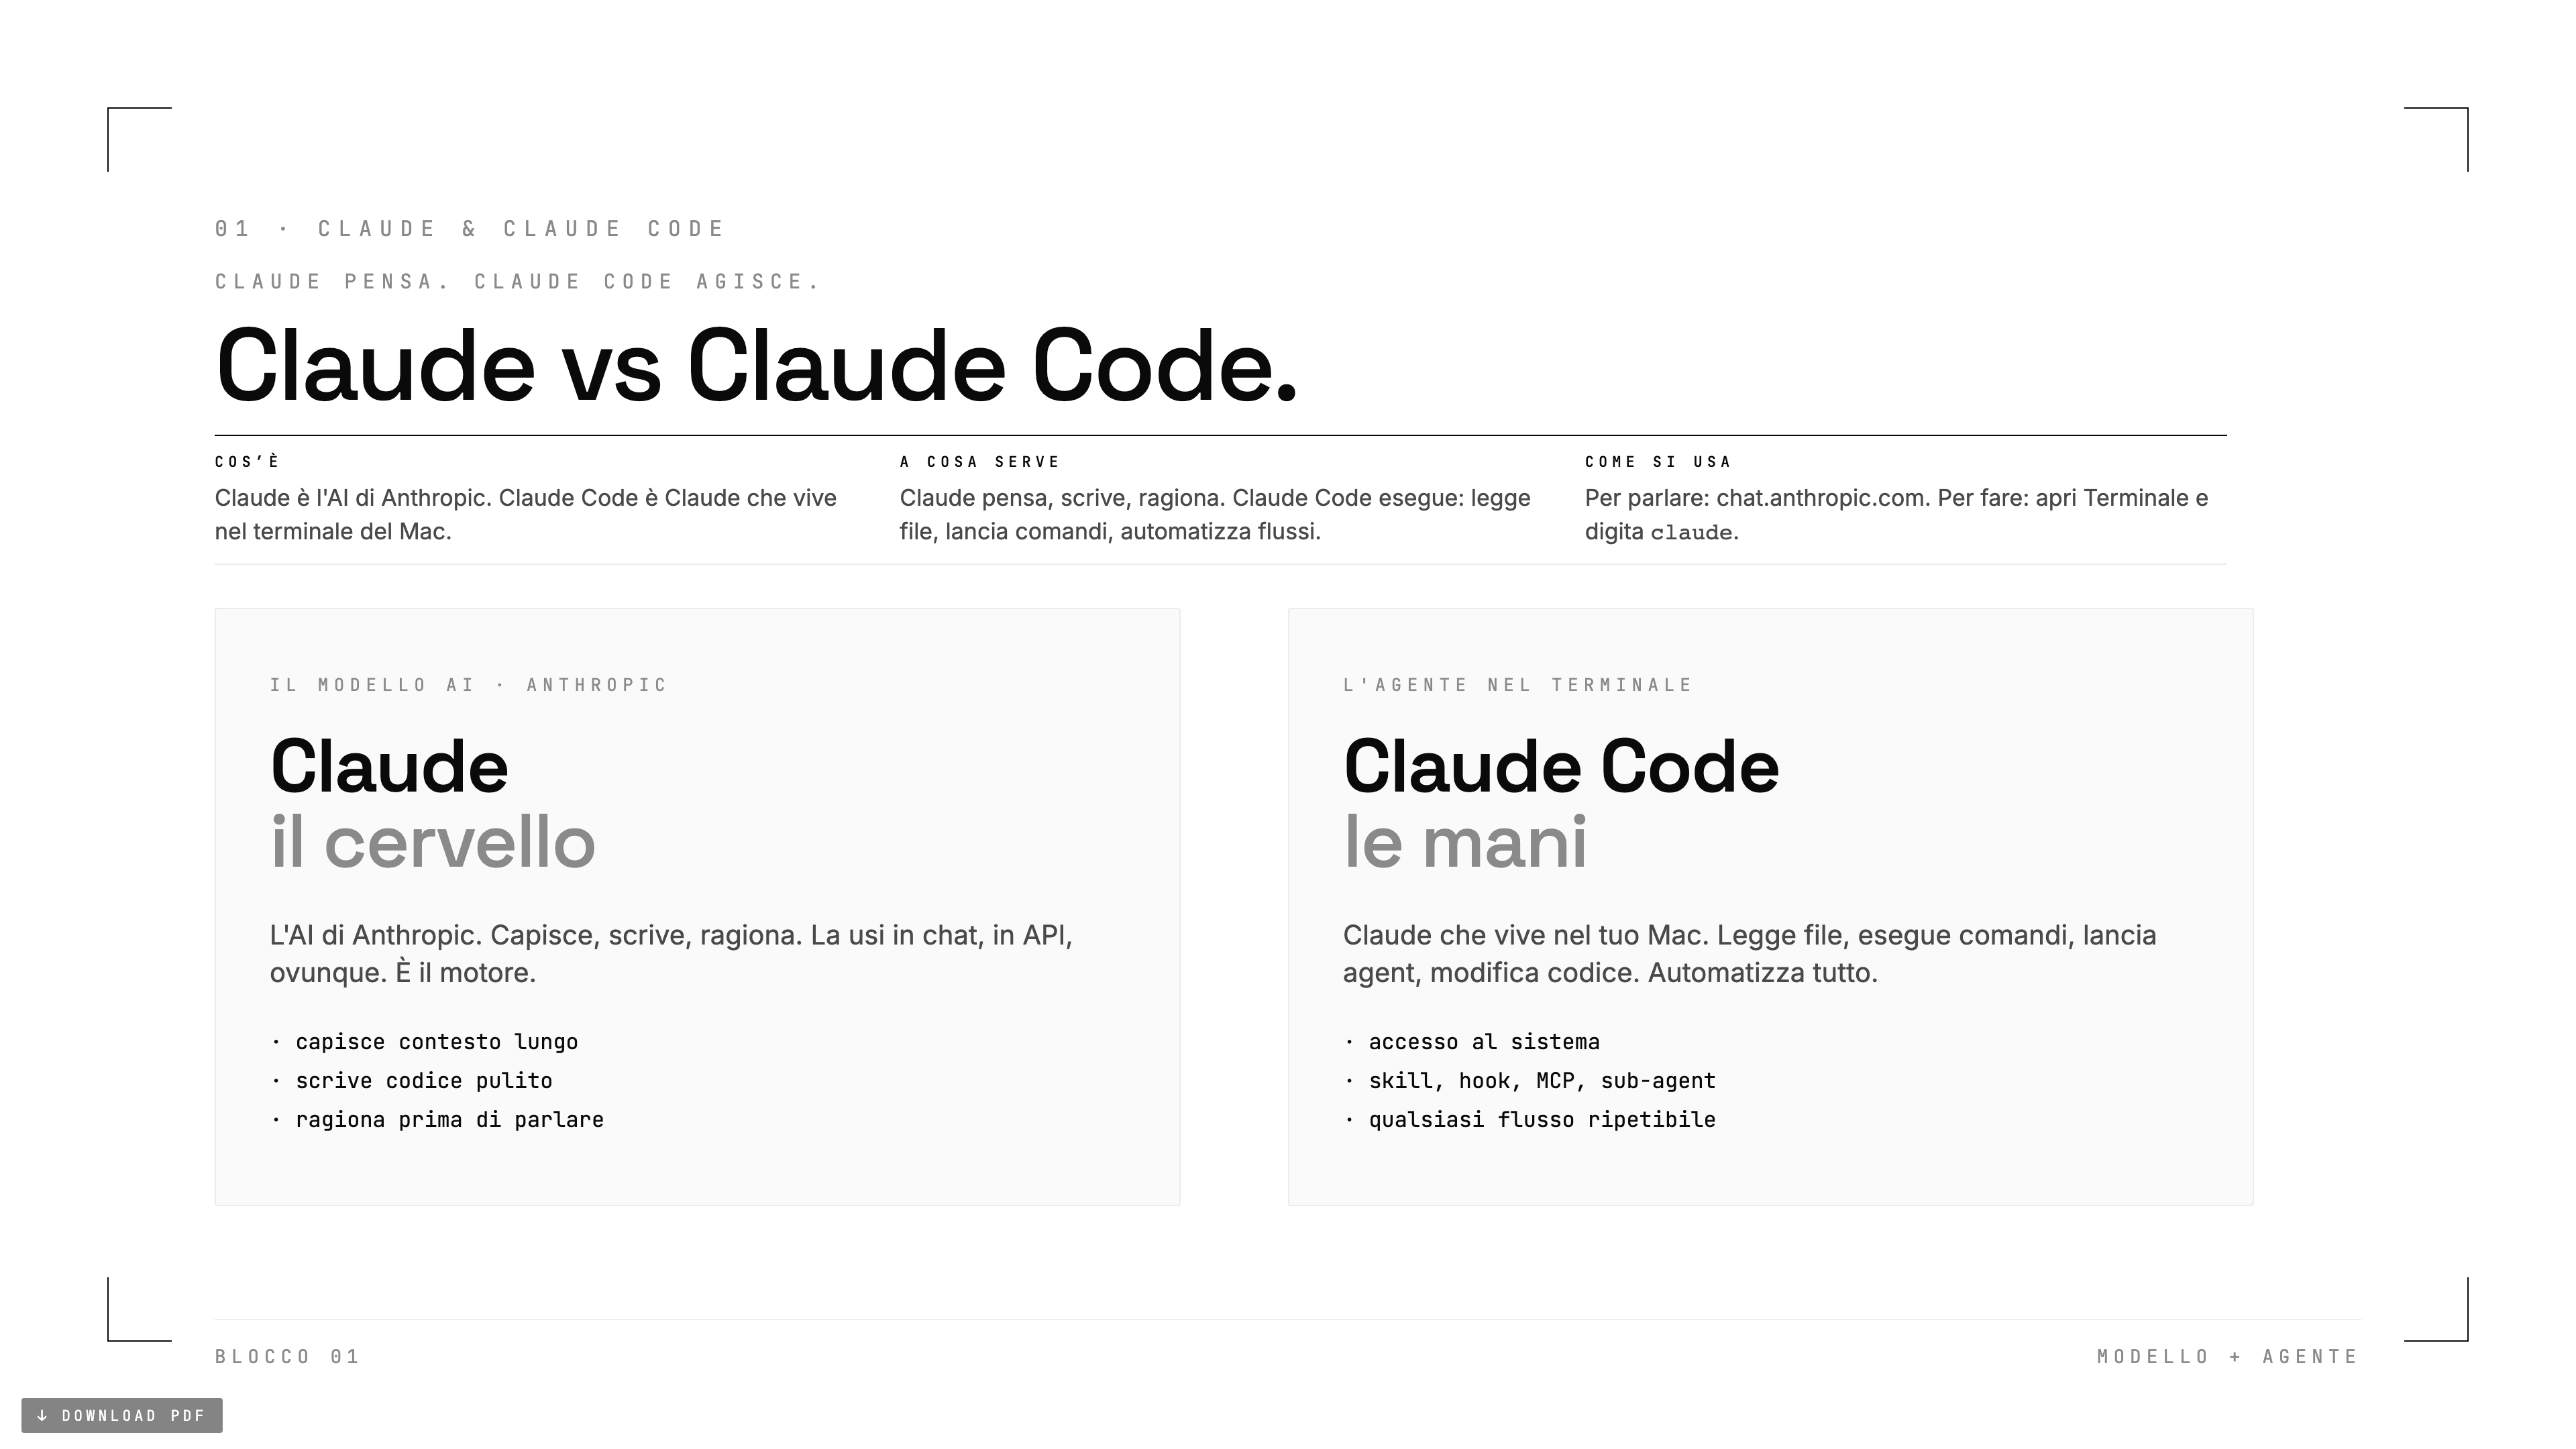 01 · CLAUDE & CLAUDE CODE
CLAUDE PENSA. CLAUDE CODE AGISCE.
Claude vs Claude Code.
COS’È
Claude è l'AI di Anthropic. Claude Code è Claude che vive
nel terminale del Mac.
A COSA SERVE
Claude pensa, scrive, ragiona. Claude Code esegue: legge
file, lancia comandi, automatizza flussi.
COME SI USA
Per parlare: chat.anthropic.com. Per fare: apri Terminale e
digita claude.
IL MODELLO AI · ANTHROPIC
Claude
il cervello
L'AI di Anthropic. Capisce, scrive, ragiona. La usi in chat, in API,
ovunque. È il motore.
· capisce contesto lungo
· scrive codice pulito
· ragiona prima di parlare
L'AGENTE NEL TERMINALE
Claude Code
le mani
Claude che vive nel tuo Mac. Legge file, esegue comandi, lancia
agent, modifica codice. Automatizza tutto.
· accesso al sistema
· skill, hook, MCP, sub-agent
· qualsiasi flusso ripetibile
BLOCCO 01
MODELLO + AGENTE
↓ DOWNLOAD PDF